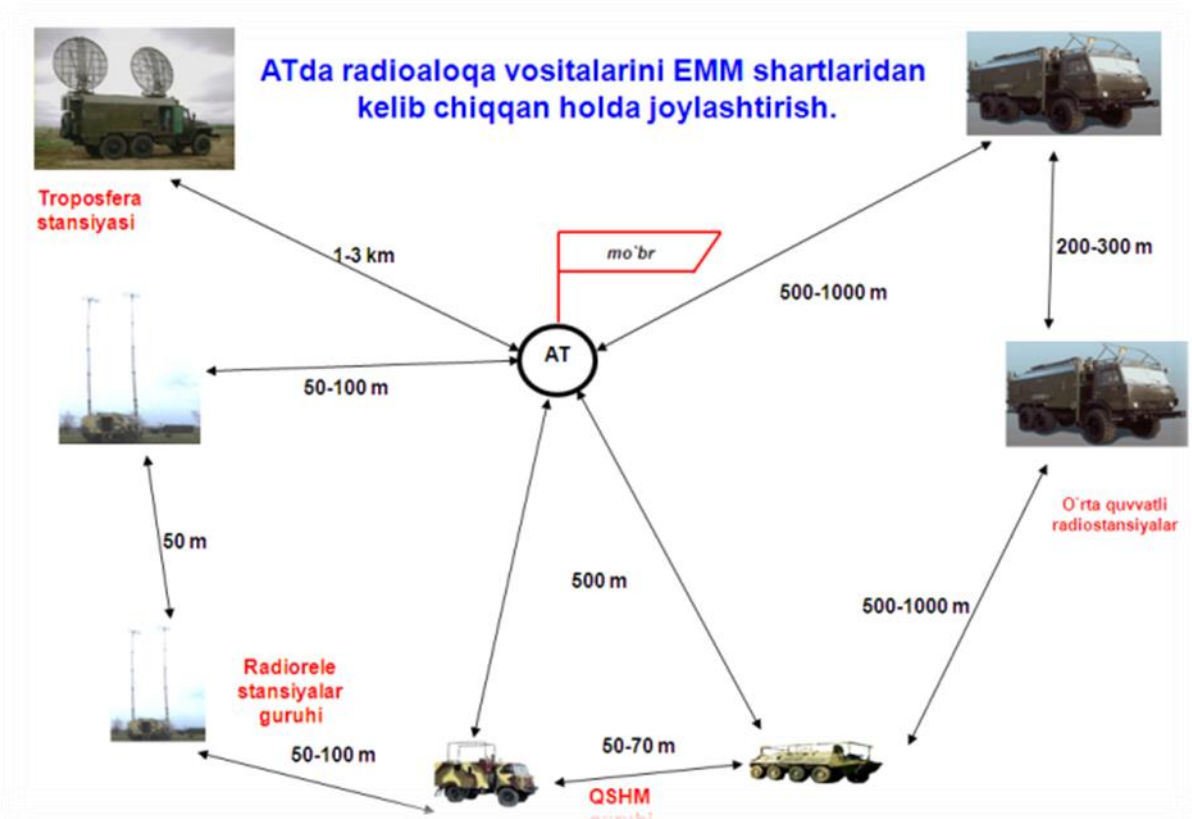 ATda radioaloqa vositalarini EMM shartlaridan
kelib chiqqan holda joylashtirish.
Troposfera
stansiyasi
1-3 km
mo`br
500-1000 m
200-300 m
AT
50-100 m
O`rta quvvatli
radiostansiyalar
50 m
500 m
500-1000 m
Radiorele
stansiyalar
guruhi
50-100 m
50-70 m
QSHM